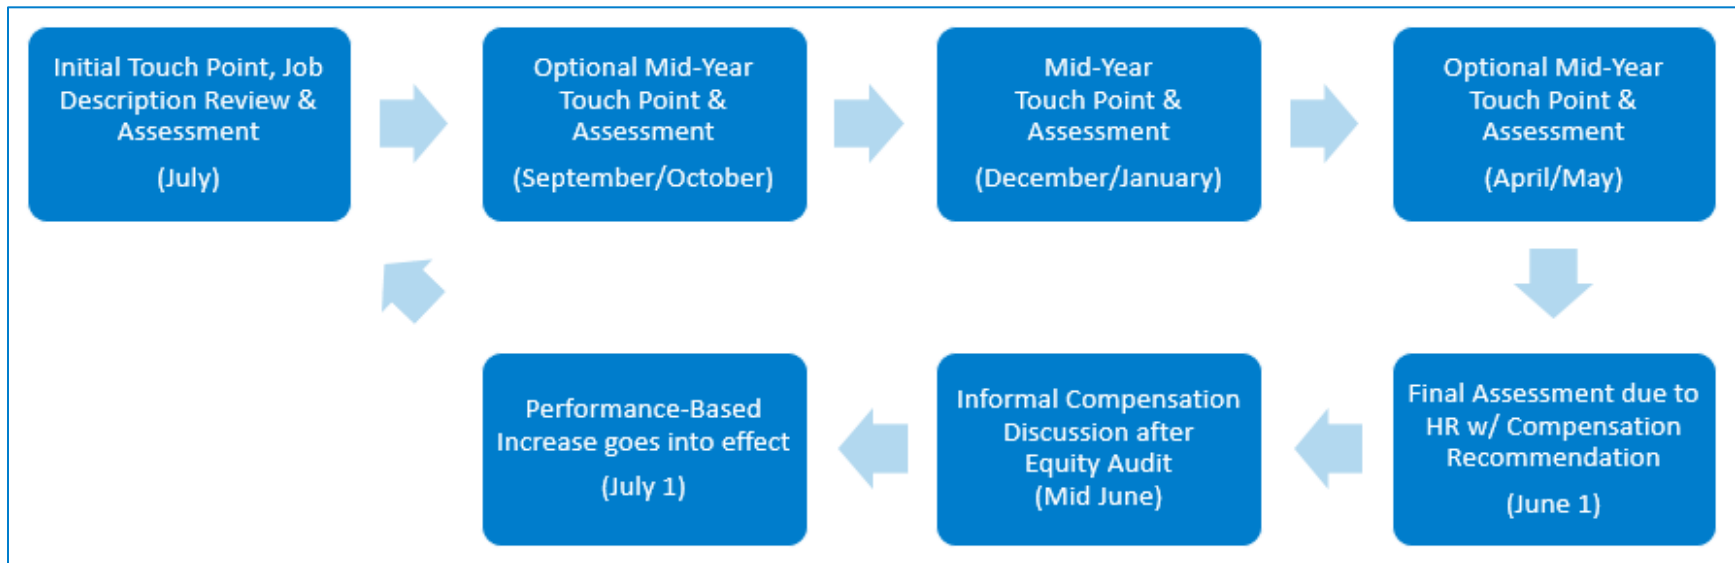 Initial Touch Point, Job
Description Review &
Assessment
(July)
Optional Mid-Year
Touch Point &
Assessment
(September/October)
Mid-Year
Touch Point &
Assessment
(December/January)
Optional Mid-Year
Touch Point &
Assessment
(April/May)
Final Assessment due to
HR w/ Compensation
Recommendation
(June 1)
Informal Compensation
Discussion after
Equity Audit
(Mid June)
Performance-Based
Increase goes into effect
(July 1)